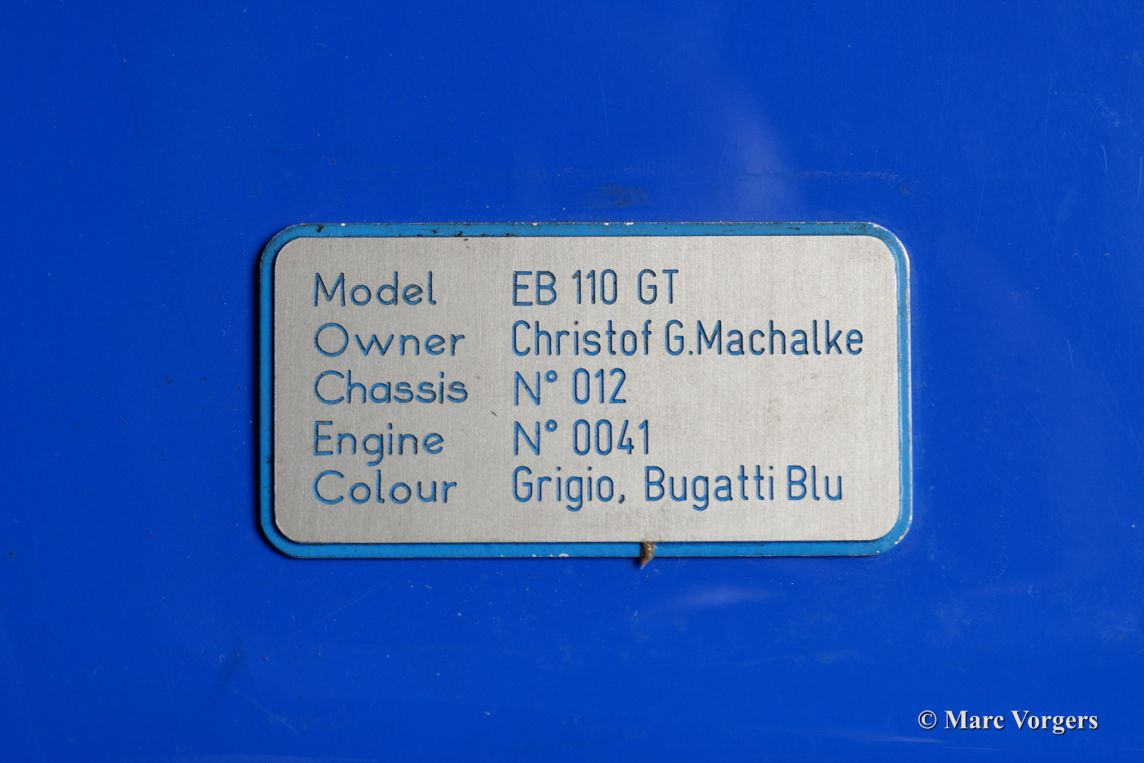 Model EB 110 GT
Owner Christof G.Machalke
Chassis N° 012
Engine N° 0041
Colour Grigio, Bugatti Blu
© Marc Vorgers